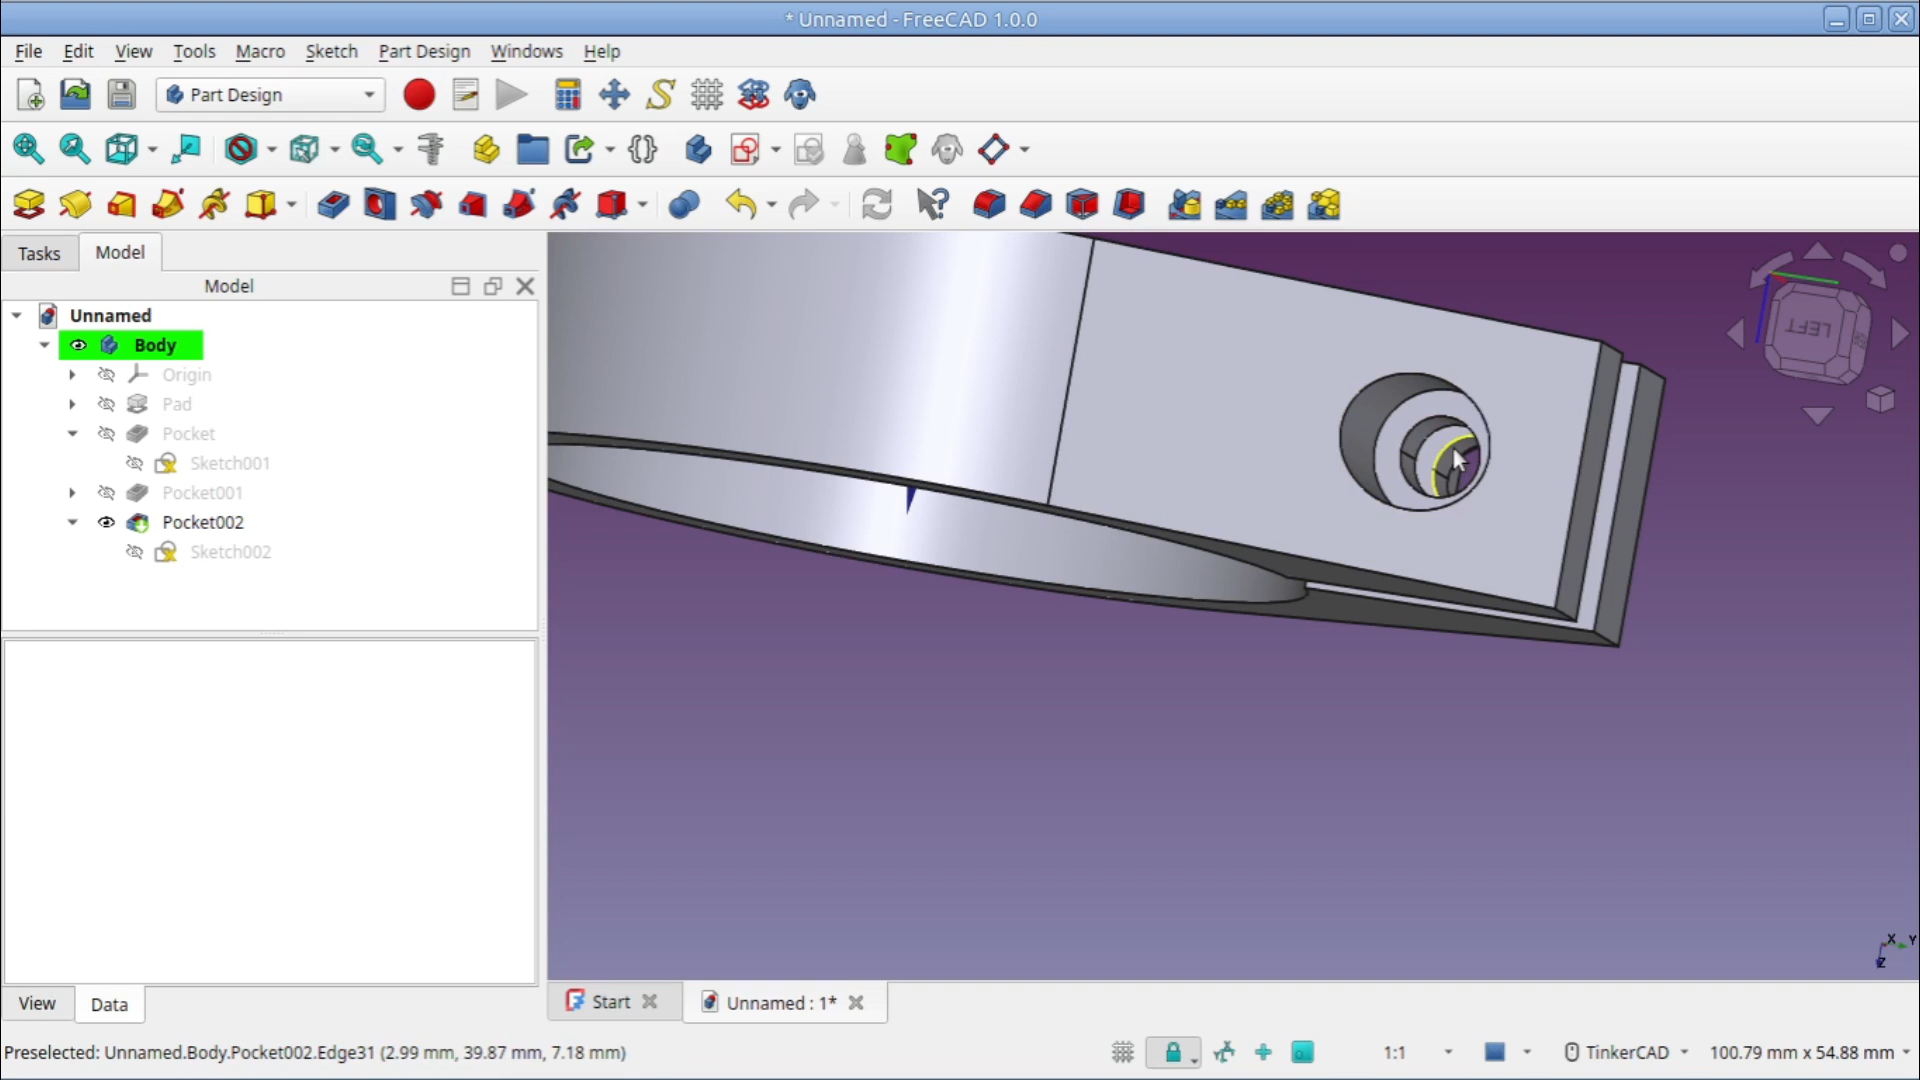 * Unnamed - FreeCAD 1.0.0
File Edit View Tools Macro Sketch Part Design Windows Help
Part Design
Tasks Model
Model
Unnamed
Body
Origin
Pad
Pocket
Sketch001
Pocket001
Pocket002
Sketch002
LEFT
X Y
Z
View Data
Start Unnamed : 1*
Preselected: Unnamed.Body.Pocket002.Edge31 (2.99 mm, 39.87 mm, 7.18 mm) 1:1 TinkerCAD 100.79 mm x 54.88 mm